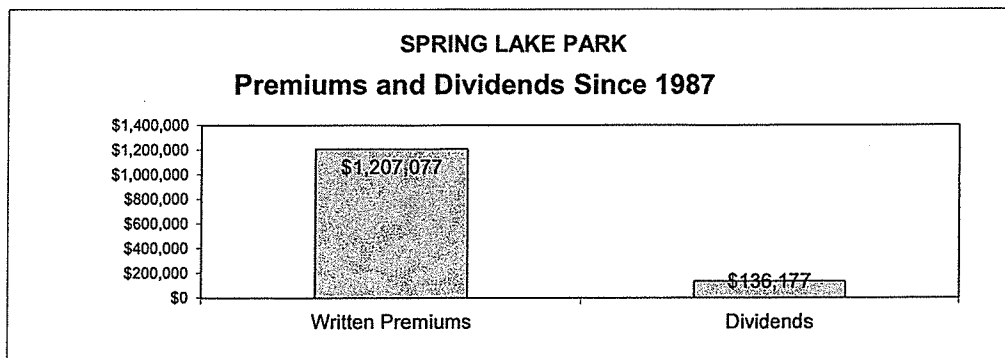 SPRING LAKE PARK
Premiums and Dividends Since 1987
$1,400,000
$1,200,000
$1,000,000
$800,000
$600,000
$400,000
$200,000
$0
$1,207,077
$136,177
Written Premiums
Dividends